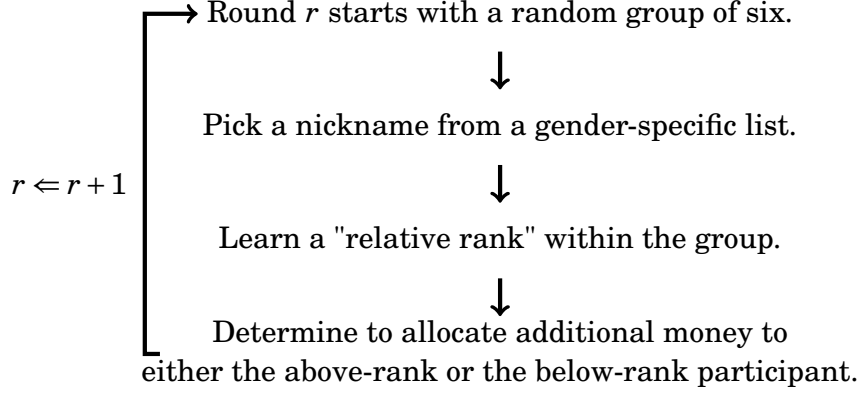 Round r starts with a random group of six.
Pick a nickname from a gender-specific list.
r ⇐ r + 1
Learn a "relative rank" within the group.
Determine to allocate additional money to
either the above-rank or the below-rank participant.